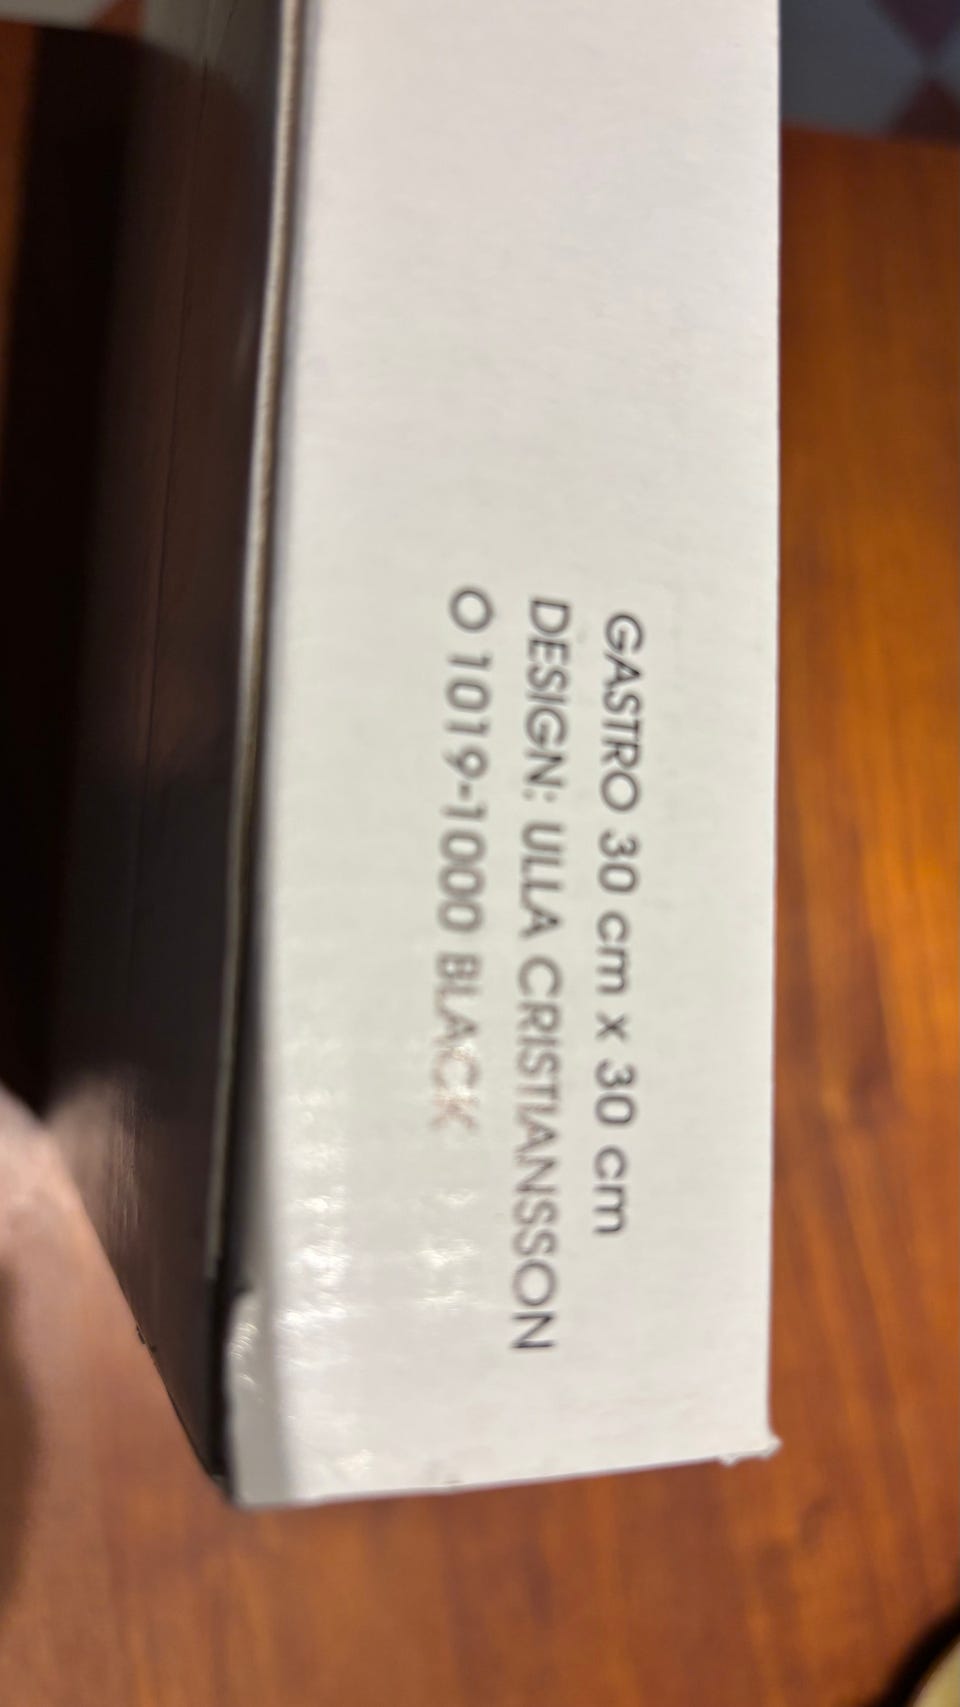 GASTRO 30 cm x 30 cm
DESIGN: ULLA CRISTIANSSON
O 1019-1000 BLACK